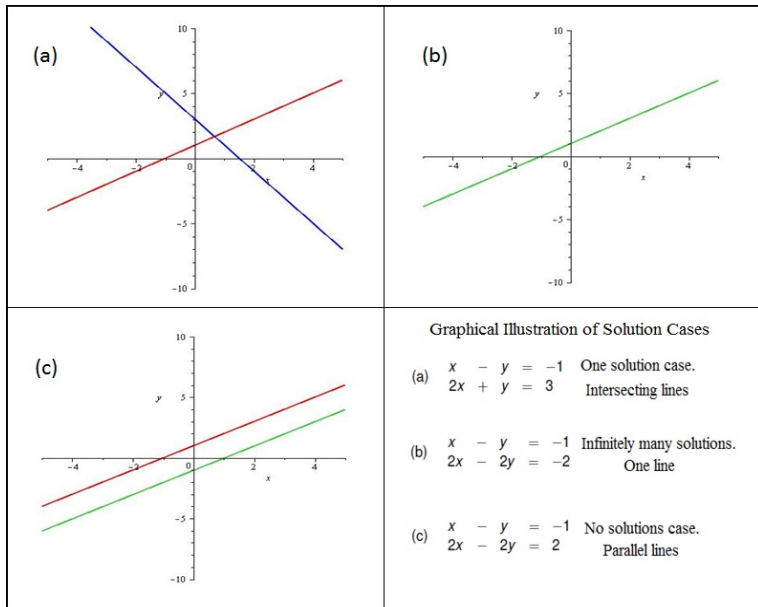 (a)
10
y
5
-4
-2
0
2
4
x
-5
-10
(b)
10
y
5
-4
-2
0
2
4
x
-5
-10
(c)
10
y
5
-4
-2
0
2
4
x
-5
-10
Graphical Illustration of Solution Cases
(a) x - y = -1 One solution case.
2x + y = 3 Intersecting lines
(b) x - y = -1 Infinitely many solutions.
2x - 2y = -2 One line
(c) x - y = -1 No solutions case.
2x - 2y = 2 Parallel lines